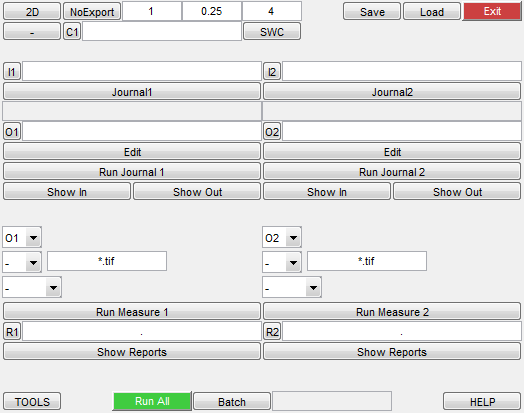 2D NoExport 1 0.25 4 Save Load Exit
- C1 SWC
I1 I2
Journal1 Journal2
O1 O2
Edit Edit
Run Journal 1 Run Journal 2
Show In Show Out Show In Show Out
O1 O2
- *.tif - *.tif
- -
Run Measure 1 Run Measure 2
R1 . R2 .
Show Reports Show Reports
TOOLS Run All Batch HELP